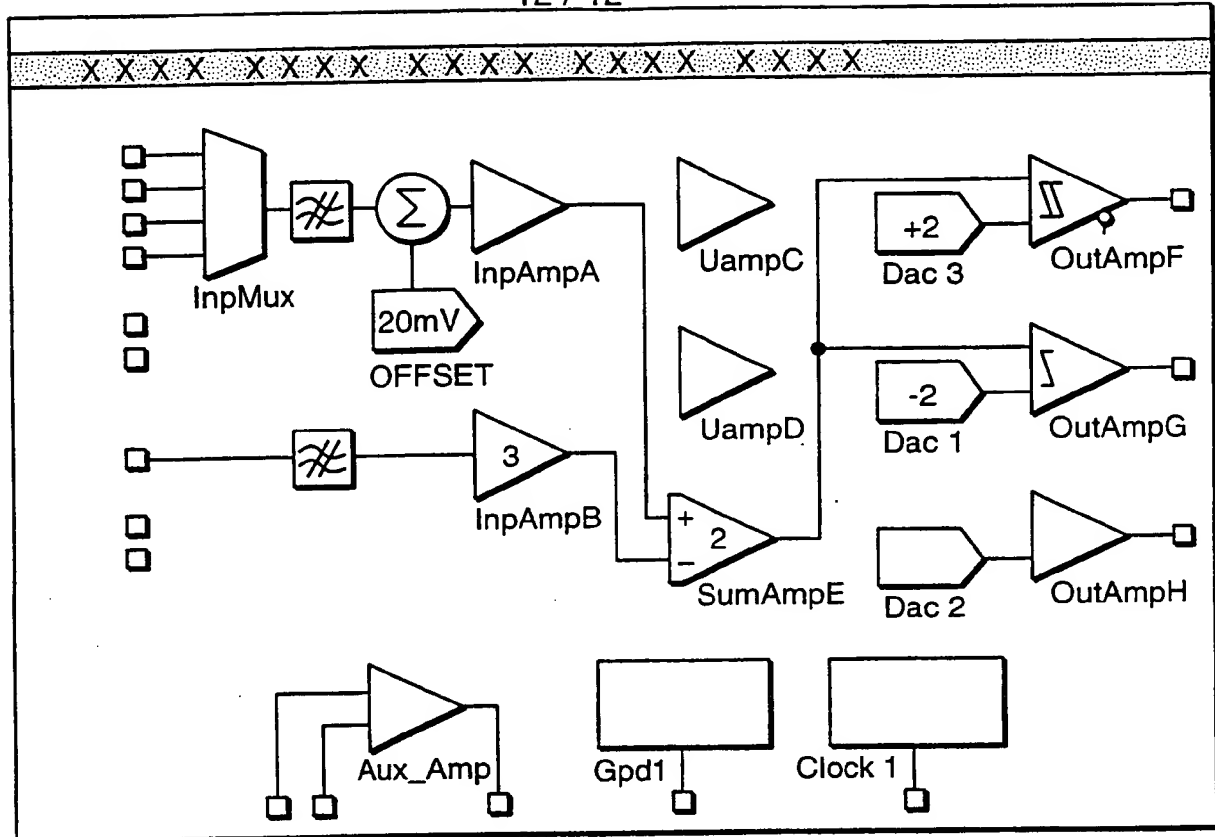 12 / 12
XXXX XXXX XXXX XXXX XXXX
InpMux
Σ
20mV
OFFSET
InpAmpA
UampC
+2
Dac 3
OutAmpF
UampD
-2
Dac 1
OutAmpG
3
InpAmpB
+
2
−
SumAmpE
Dac 2
OutAmpH
Aux_Amp
Gpd1
Clock 1